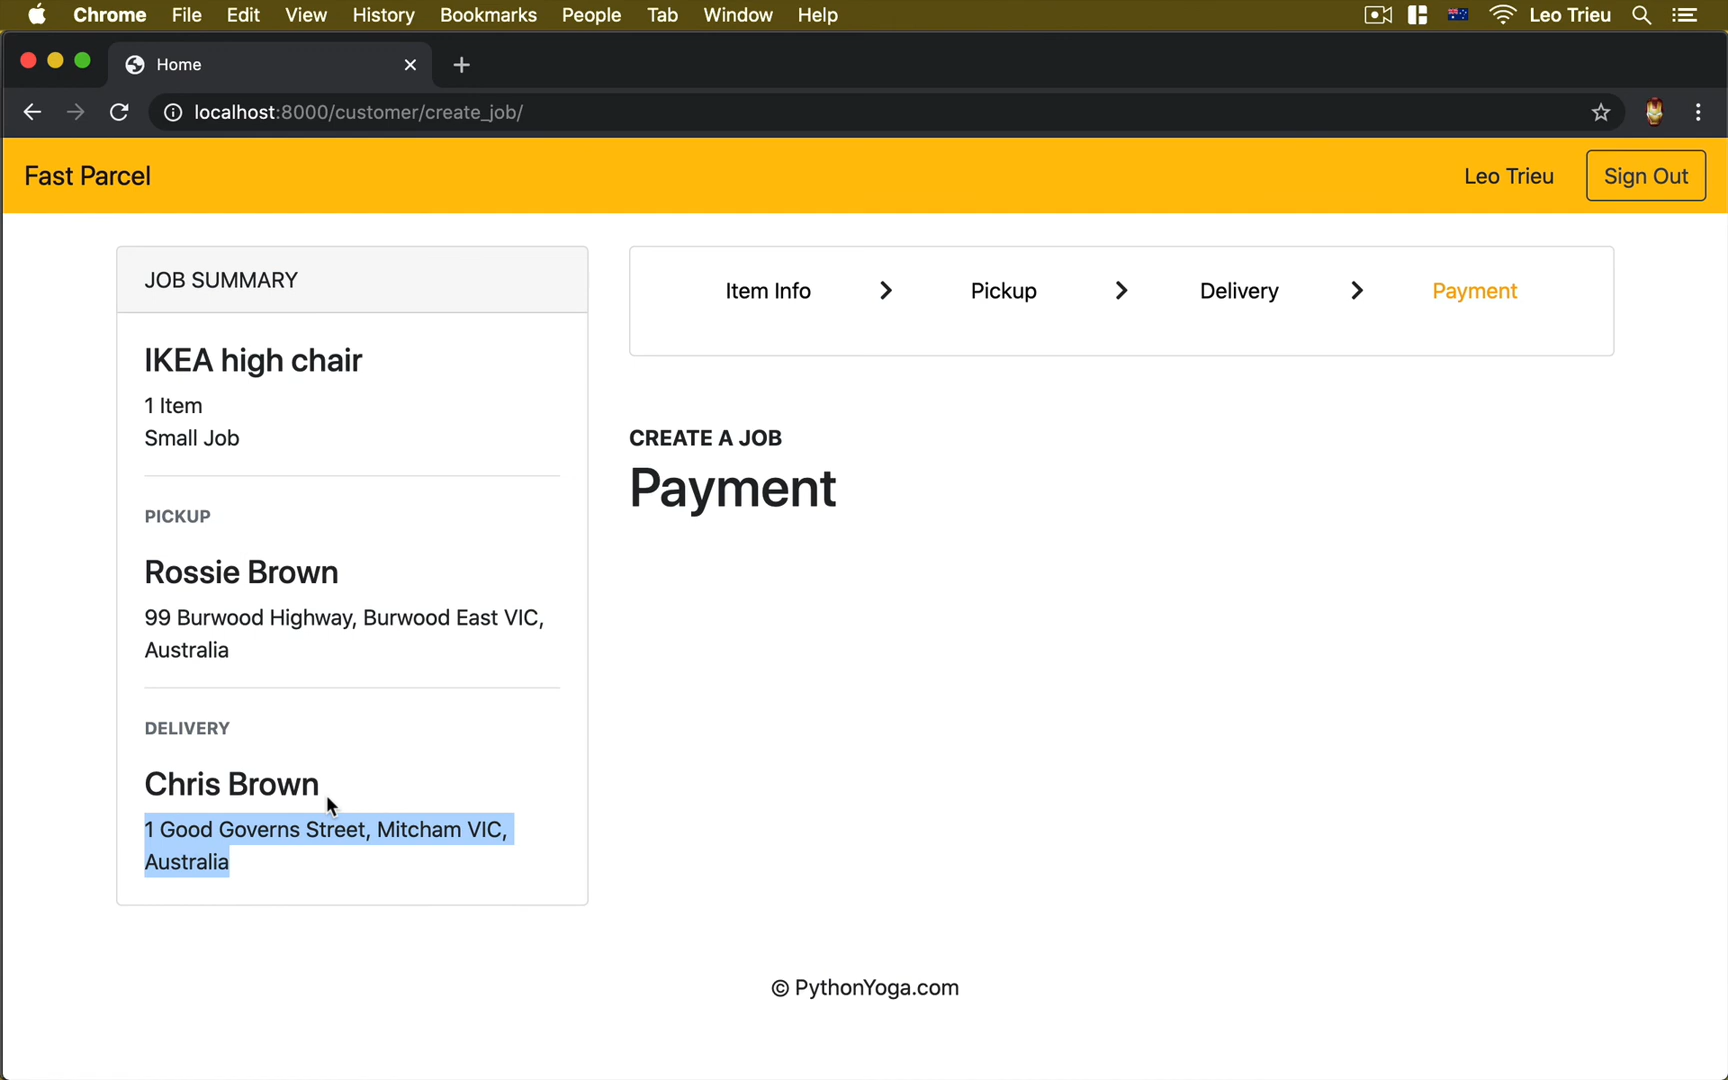 Chrome File Edit View History Bookmarks People Tab Window Help Leo Trieu
Home
localhost:8000/customer/create_job/
Fast Parcel Leo Trieu Sign Out
JOB SUMMARY
IKEA high chair
1 Item
Small Job
PICKUP
Rossie Brown
99 Burwood Highway, Burwood East VIC,
Australia
DELIVERY
Chris Brown
1 Good Governs Street, Mitcham VIC,
Australia
Item Info Pickup Delivery Payment
CREATE A JOB
Payment
© PythonYoga.com